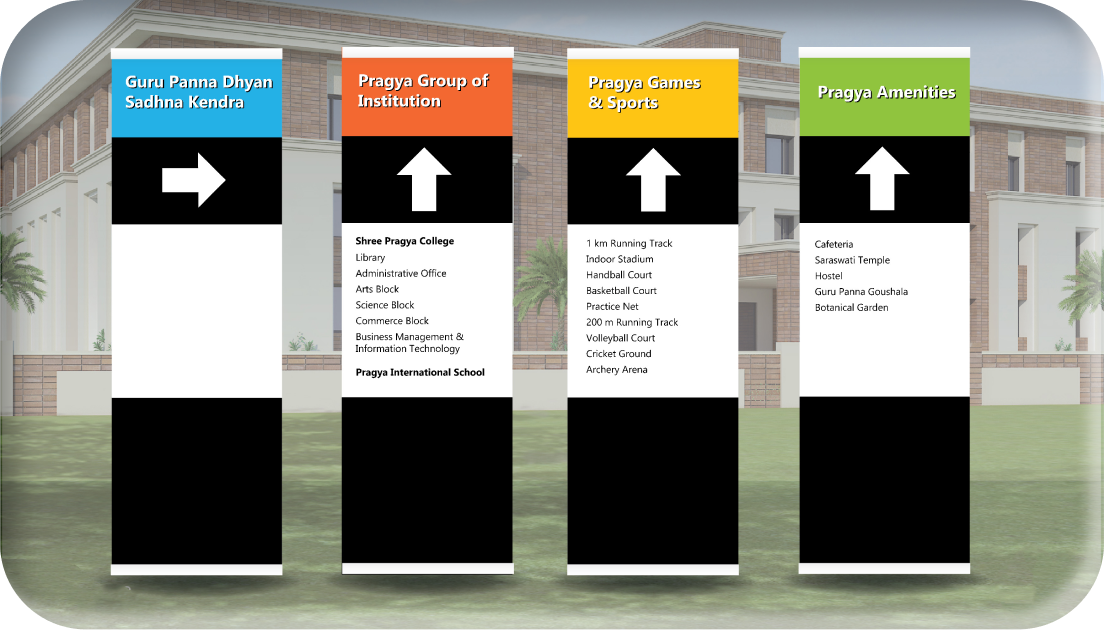 Guru Panna Dhyan
Sadhna Kendra
Pragya Group of
Institution
Shree Pragya College
Library
Administrative Office
Arts Block
Science Block
Commerce Block
Business Management &
Information Technology
Pragya International School
Pragya Games
& Sports
1 km Running Track
Indoor Stadium
Handball Court
Basketball Court
Practice Net
200 m Running Track
Volleyball Court
Cricket Ground
Archery Arena
Pragya Amenities
Cafeteria
Saraswati Temple
Hostel
Guru Panna Goushala
Botanical Garden